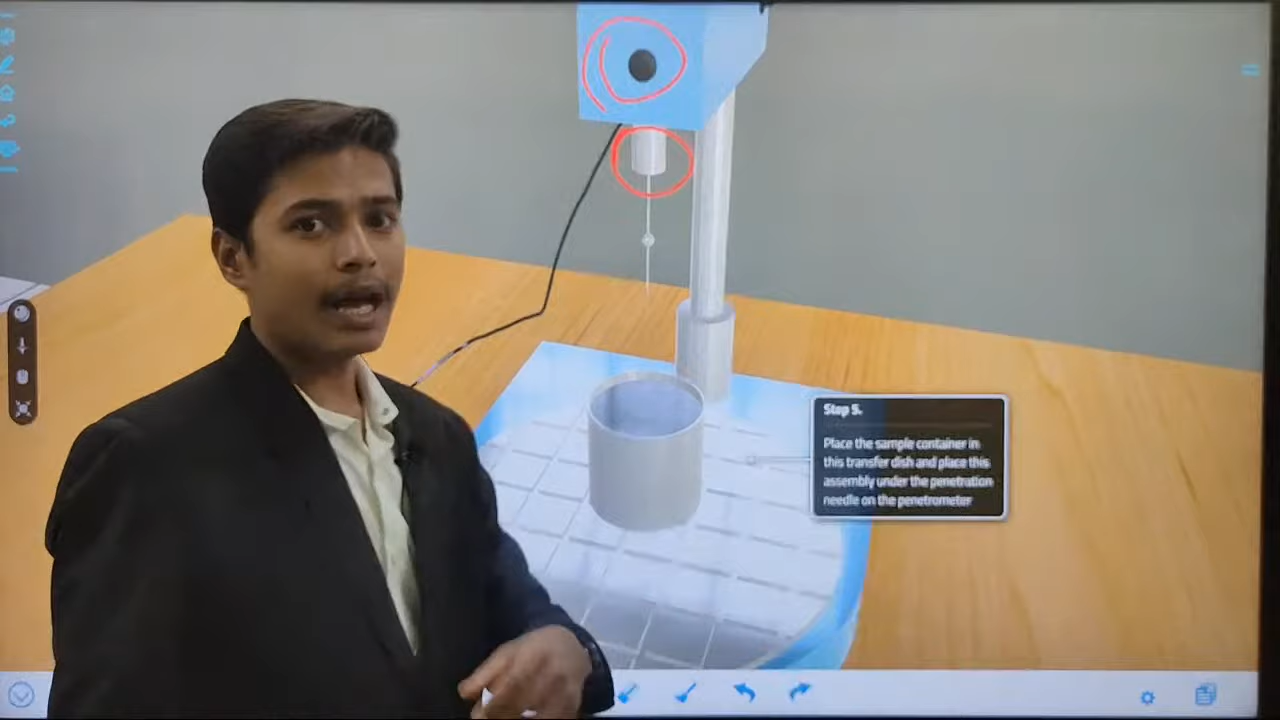 Step 5.
Place the sample container in
this transfer dish and place this
assembly under the penetration
needle on the penetrometer